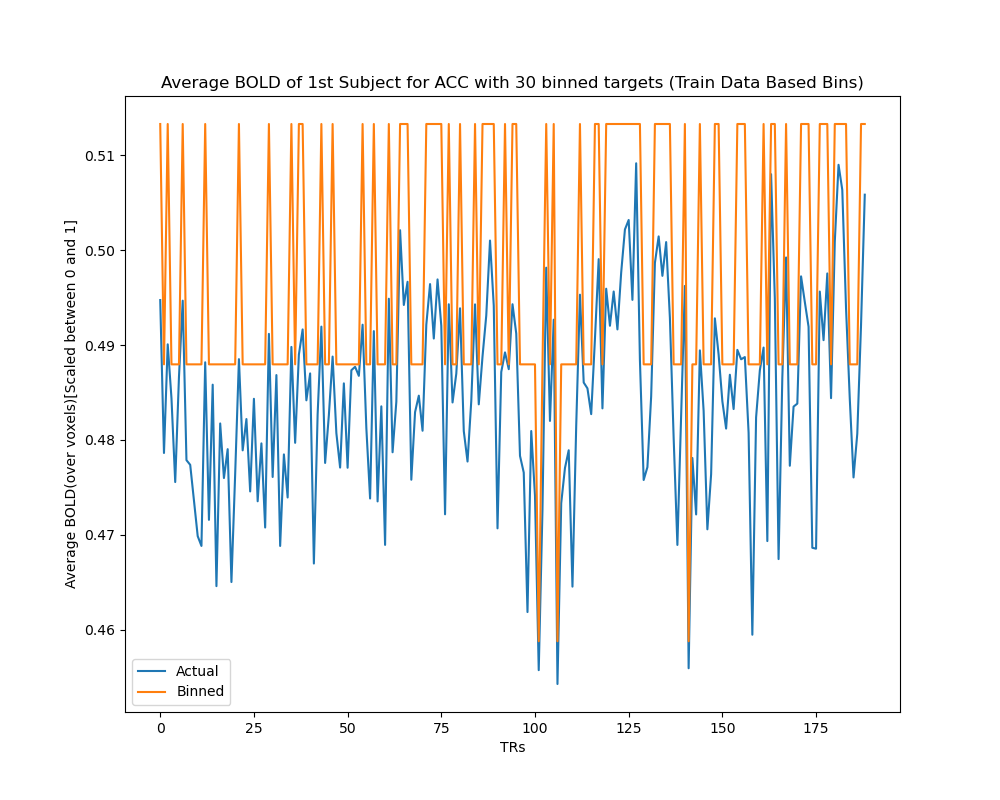 Average BOLD of 1st Subject for ACC with 30 binned targets (Train Data Based Bins)
Average BOLD(over voxels)[Scaled between 0 and 1]
0.51
0.50
0.49
0.48
0.47
0.46
Actual
Binned
0 25 50 75 100 125 150 175
TRs